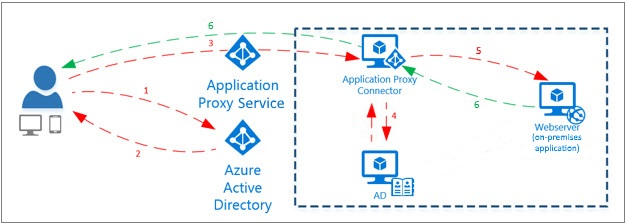 6
3
Application
Proxy Service
1
2
Azure
Active
Directory
Application Proxy
Connector
5
4
6
AD
Webserver
(on-premises
application)